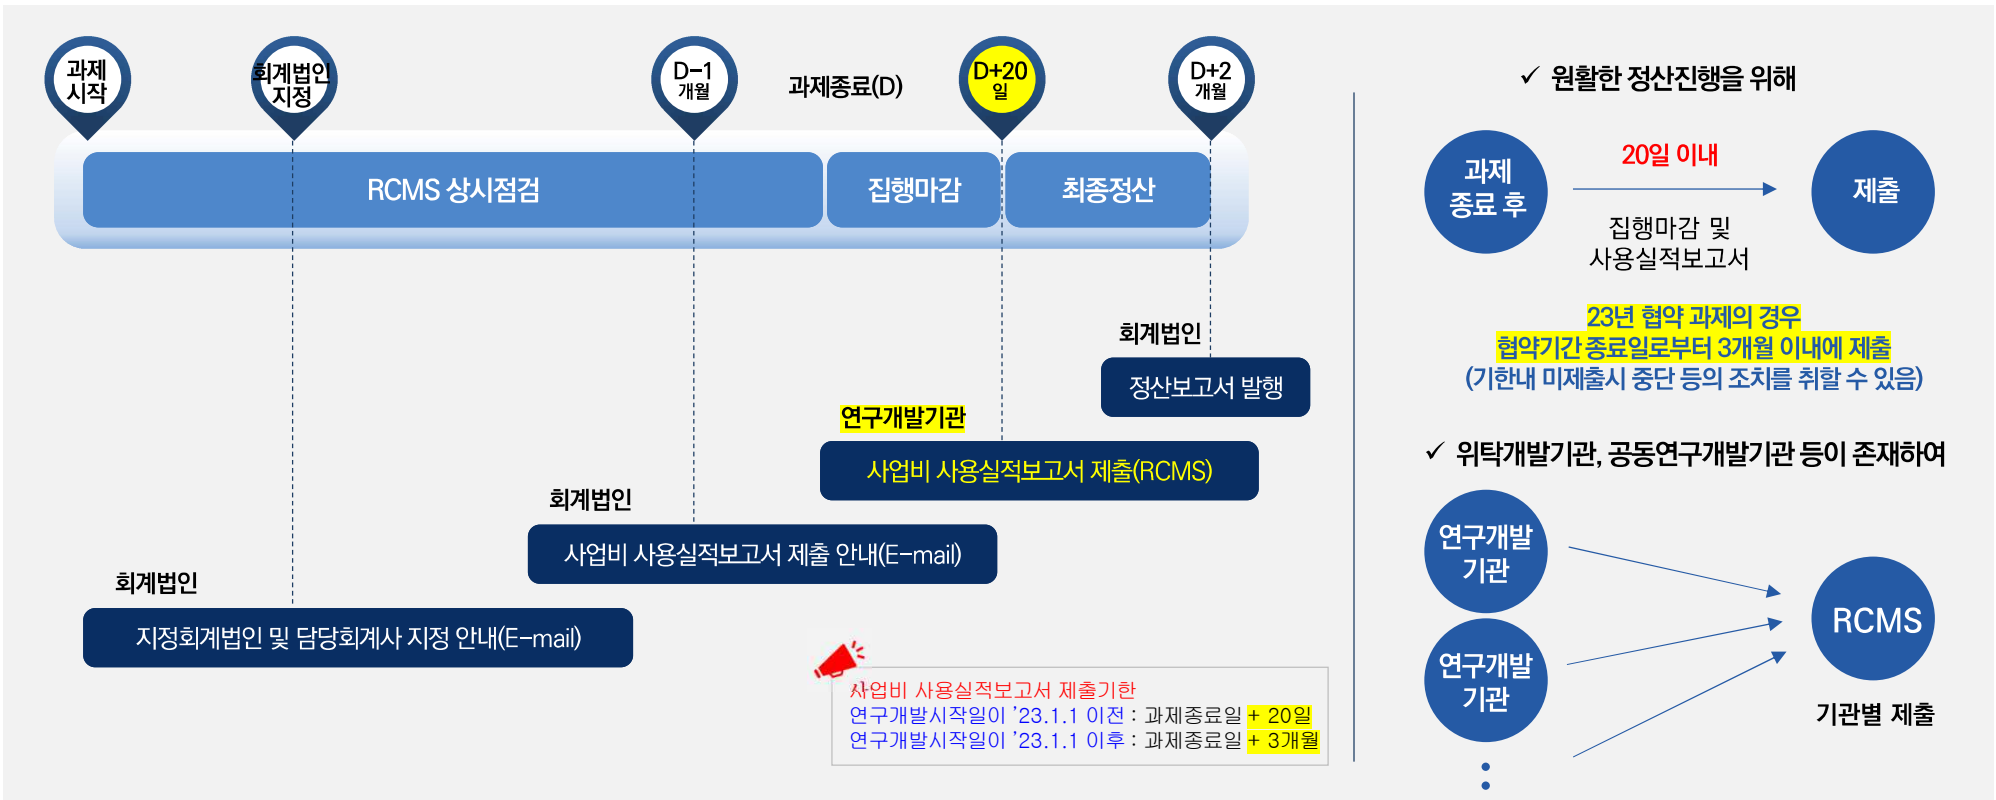 과제
시작
회계법인
지정
D-1
개월
과제종료(D)
D+20
일
D+2
개월
RCMS 상시점검
집행마감
최종정산
회계법인
정산보고서 발행
연구개발기관
사업비 사용실적보고서 제출(RCMS)
회계법인
사업비 사용실적보고서 제출 안내(E-mail)
회계법인
지정회계법인 및 담당회계사 지정 안내(E-mail)
사업비 사용실적보고서 제출기한
연구개발시작일이 ’23.1.1 이전 : 과제종료일 + 20일
연구개발시작일이 ’23.1.1 이후 : 과제종료일 + 3개월
✓ 원활한 정산진행을 위해
과제
종료 후
20일 이내
집행마감 및
사용실적보고서
제출
23년 협약 과제의 경우
협약기간 종료일로부터 3개월 이내에 제출
(기한내 미제출시 중단 등의 조치를 취할 수 있음)
✓ 위탁개발기관, 공동연구개발기관 등이 존재하여
연구개발
기관
연구개발
기관
RCMS
기관별 제출